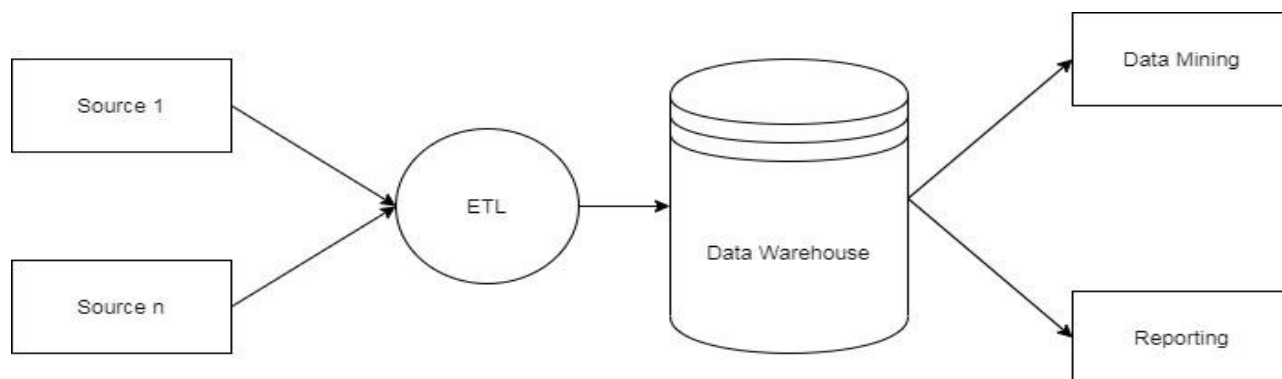 Source 1
Source n
ETL
Data Warehouse
Data Mining
Reporting